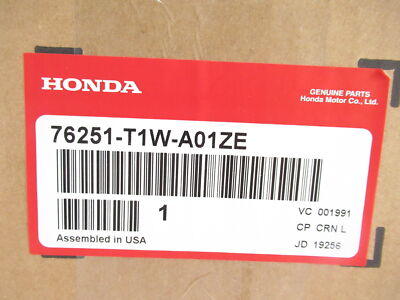 HONDA
GENUINE PARTS
Honda Motor Co., Ltd.
76251-T1W-A01ZE
1
VC 001991
CP CRN L
Assembled in USA
JD 19256